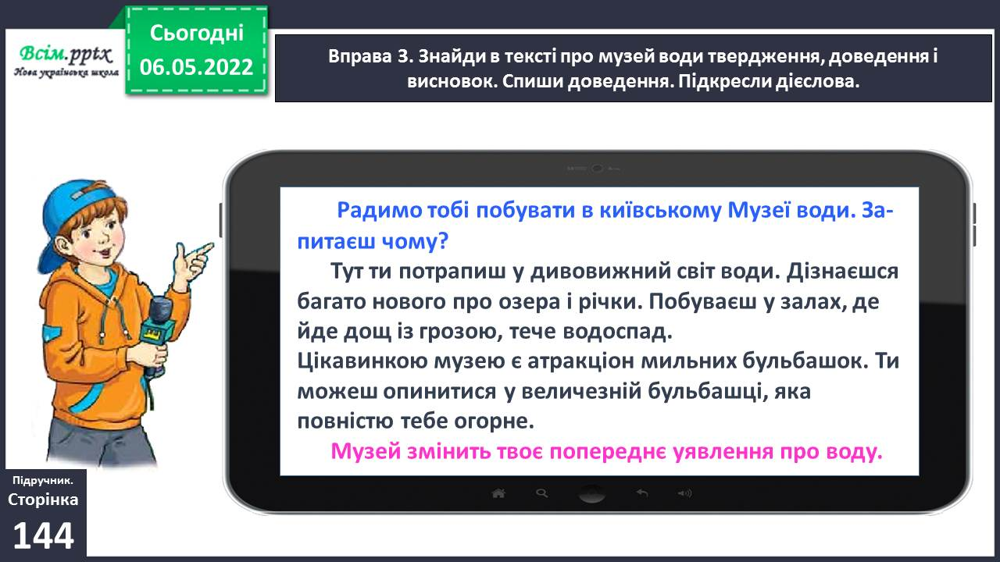 Сьогодні
06.05.2022
Всім.pptx
Нова українська школа
Вправа 3. Знайди в тексті про музей води твердження, доведення і
висновок. Спиши доведення. Підкресли дієслова.
Радимо тобі побувати в київському Музеї води. За-
питаєш чому?
Тут ти потрапиш у дивовижний світ води. Дізнаєшся
багато нового про озера і річки. Побуваєш у залах, де
йде дощ із грозою, тече водоспад.
Цікавинкою музею є атракціон мильних бульбашок. Ти
можеш опинитися у величезній бульбашці, яка
повністю тебе огорне.
Музей змінить твоє попереднє уявлення про воду.
Підручник.
Сторінка
144